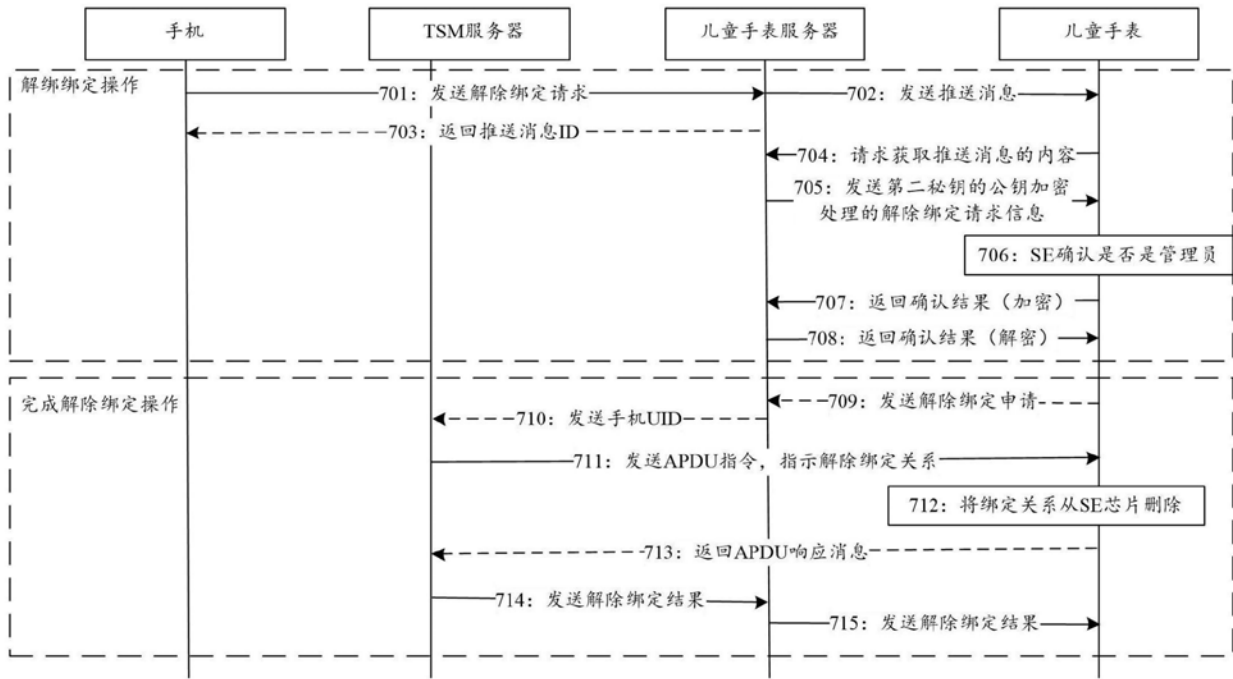 手机
TSM服务器
儿童手表服务器
儿童手表
解绑绑定操作
701：发送解除绑定请求
702：发送推送消息
703：返回推送消息ID
704：请求获取推送消息的内容
705：发送第二秘钥的公钥加密
处理的解除绑定请求信息
706：SE确认是否是管理员
707：返回确认结果（加密）
708：返回确认结果（解密）
完成解除绑定操作
709：发送解除绑定申请
710：发送手机UID
711：发送APDU指令，指示解除绑定关系
712：将绑定关系从SE芯片删除
713：返回APDU响应消息
714：发送解除绑定结果
715：发送解除绑定结果